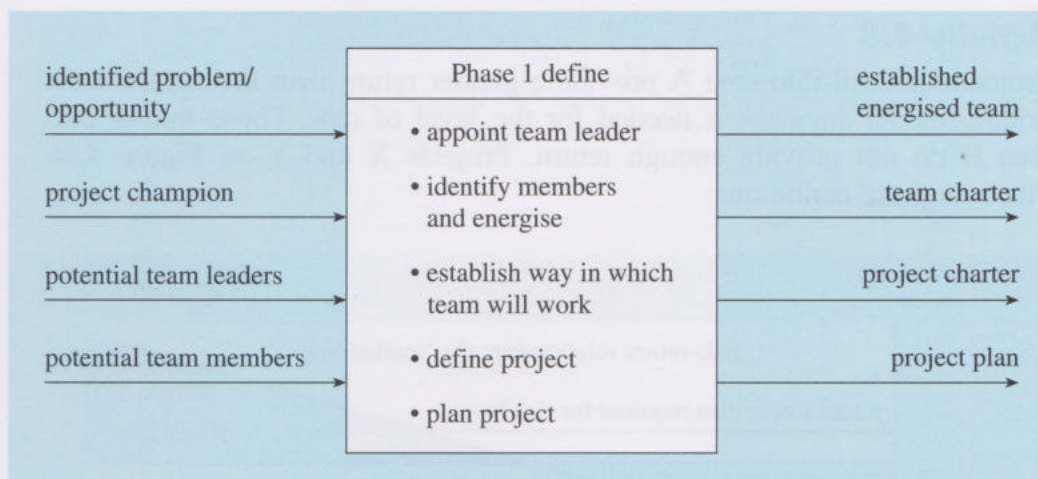 identified problem/
opportunity
project champion
potential team leaders
potential team members
Phase 1 define
• appoint team leader
• identify members
and energise
• establish way in which
team will work
• define project
• plan project
established
energised team
team charter
project charter
project plan